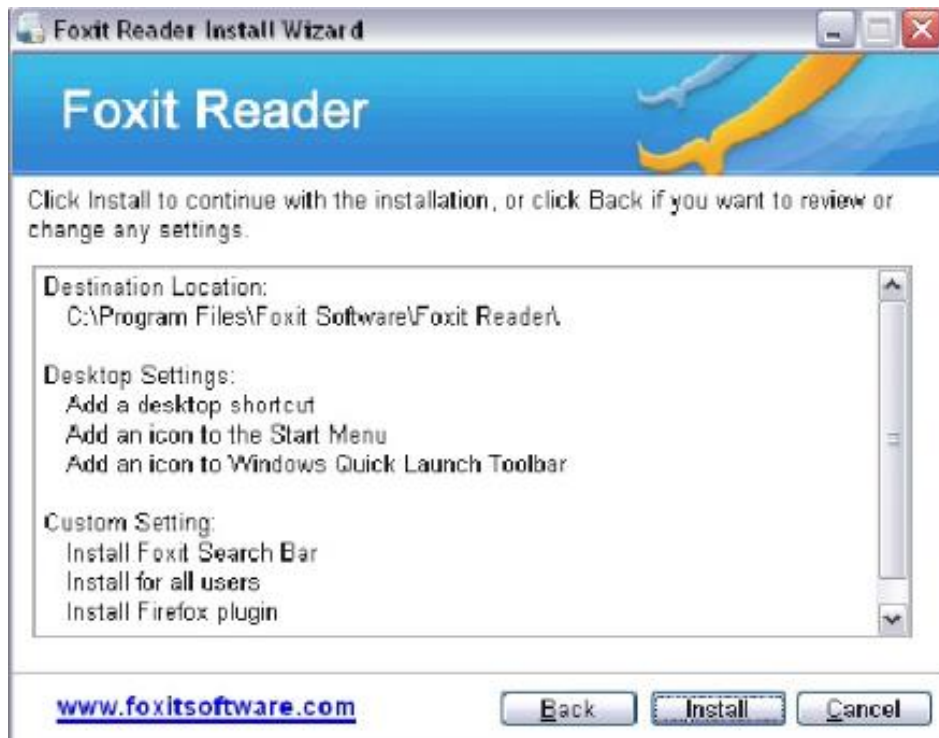 Foxit Reader Install Wizard
Foxit Reader
Click Install to continue with the installation, or click Back if you want to review or
change any settings.
Destination Location:
C:\Program Files\Foxit Software\Foxit Reader\
Desktop Settings:
Add a desktop shortcut
Add an icon to the Start Menu
Add an icon to Windows Quick Launch Toolbar
Custom Setting:
Install Foxit Search Bar
Install for all users
Install Firefox plugin
www.foxitsoftware.com
Back
Install
Cancel